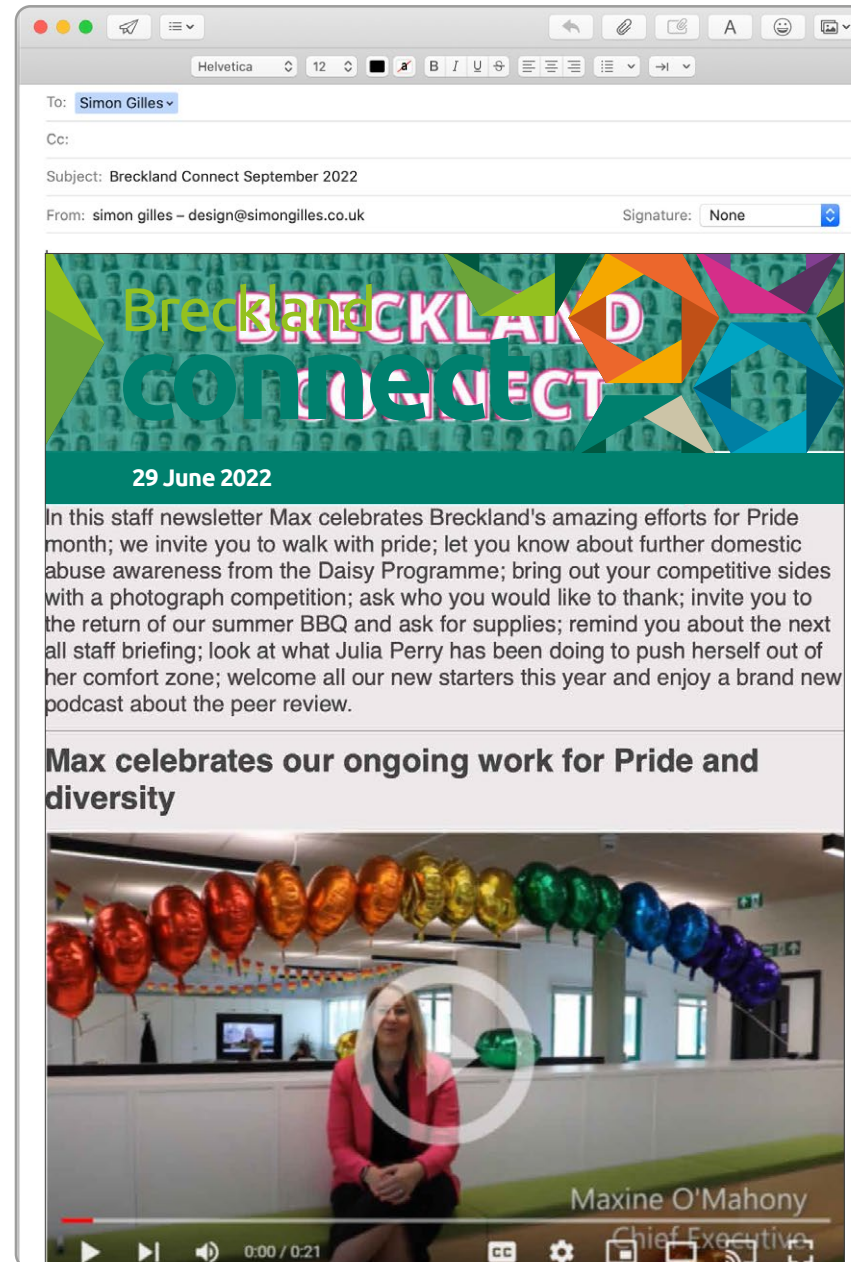 Helvetica 12 B I U S
To: Simon Gilles
Cc:
Subject: Breckland Connect September 2022
From: simon gilles – design@simongilles.co.uk Signature: None
Breckland
BRECKLAND
connect
CONNECT
29 June 2022
In this staff newsletter Max celebrates Breckland's amazing efforts for Pride
month; we invite you to walk with pride; let you know about further domestic
abuse awareness from the Daisy Programme; bring out your competitive sides
with a photograph competition; ask who you would like to thank; invite you to
the return of our summer BBQ and ask for supplies; remind you about the next
all staff briefing; look at what Julia Perry has been doing to push herself out of
her comfort zone; welcome all our new starters this year and enjoy a brand new
podcast about the peer review.
Max celebrates our ongoing work for Pride and
diversity
Maxine O'Mahony
Chief Executive
0:00 / 0:21 CC